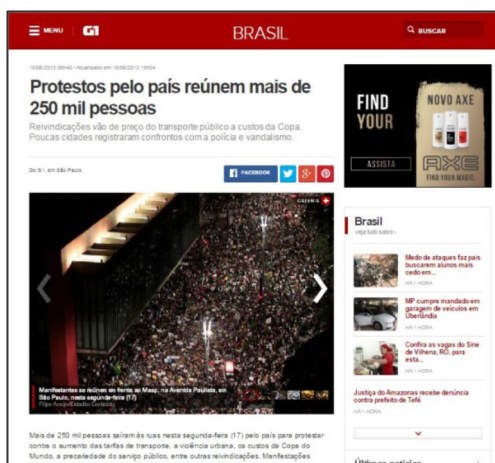 MENU
G1
BRASIL
BUSCAR
Protestos pelo país reúnem mais de
250 mil pessoas
Reivindicações vão de preço do transporte público a custos da Copa.
Poucas cidades registraram confrontos com a polícia e vandalismo.
Do G1, em São Paulo
FACEBOOK
GALERIA
Manifestantes se reúnem em frente ao Masp, na Avenida Paulista, em
São Paulo, nesta segunda-feira (17)
Mais de 250 mil pessoas saíram às ruas nesta segunda-feira (17) pelo país para protestar
contra o aumento das tarifas de transporte, a violência urbana, os custos da Copa do
Mundo, a precariedade do serviço público, entre outras reivindicações. Manifestações
FIND
YOUR
NOVO AXE
ASSISTA
AXE
FIND YOUR MAGIC.
Brasil
veja tudo sobre ›
Medo de ataques faz pais
buscarem alunos mais
cedo em...
HÁ 1 HORA
MP cumpre mandado em
garagem de veículos em
Uberlândia
HÁ 1 HORA
Confira as vagas do Sine
de Vilhena, RO, para
esta...
HÁ 1 HORA
Justiça do Amazonas recebe denúncia
contra prefeito de Tefé
HÁ 1 HORA